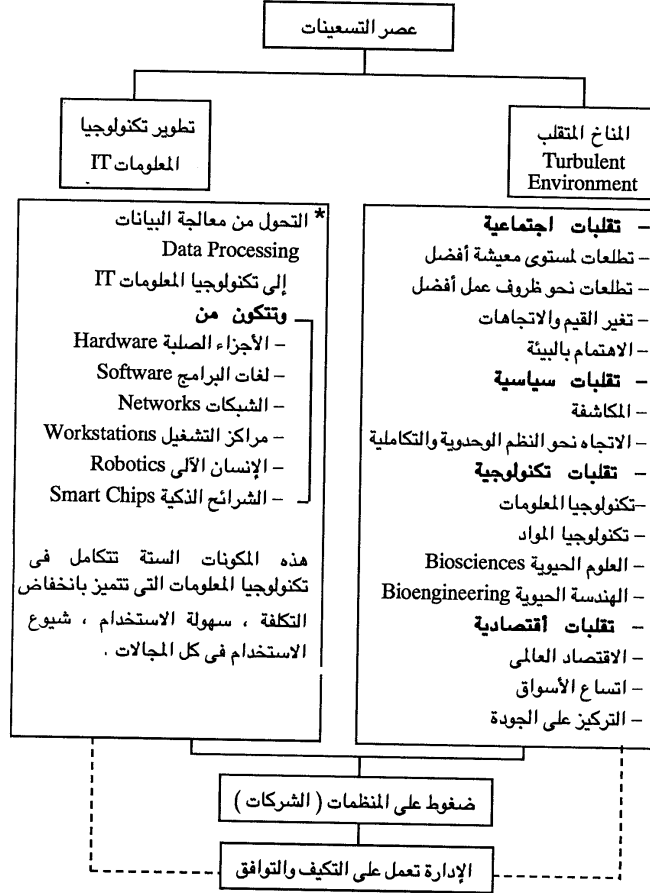 عصر التسعينات
المناخ المتقلب
Turbulent
Environment
– تقلبات اجتماعية
– تطلعات لمستوى معيشة أفضل
– تطلعات نحو ظروف عمل أفضل
– تغير القيم والاتجاهات
– الاهتمام بالبيئة
– تقلبات سياسية
– المكاشفة
– الاتجاه نحو النظم الوحدوية والتكاملية
– تقلبات تكنولوجية
–تكنولوجيا المعلومات
– تكنولوجيا المواد
– العلوم الحيوية Biosciences
– الهندسة الحيوية Bioengineering
– تقلبات أقتصادية
– الاقتصاد العالمى
– اتساع الأسواق
– التركيز على الجودة
تطوير تكنولوجيا
المعلومات IT
* التحول من معالجة البيانات
Data Processing
إلى تكنولوجيا المعلومات IT
وتتكون من
– الأجزاء الصلبة Hardware
– لغات البرامج Software
– الشبكات Networks
– مراكز التشغيل Workstations
– الإنسان الآلى Robotics
– الشرائح الذكية Smart Chips
هذه المكونات الستة تتكامل فى
تكنولوجيا المعلومات التى تتميز بانخفاض
التكلفة ، سهولة الاستخدام ، شيوع
الاستخدام فى كل المجالات .
ضغوط على المنظمات ( الشركات )
الإدارة تعمل على التكيف والتوافق